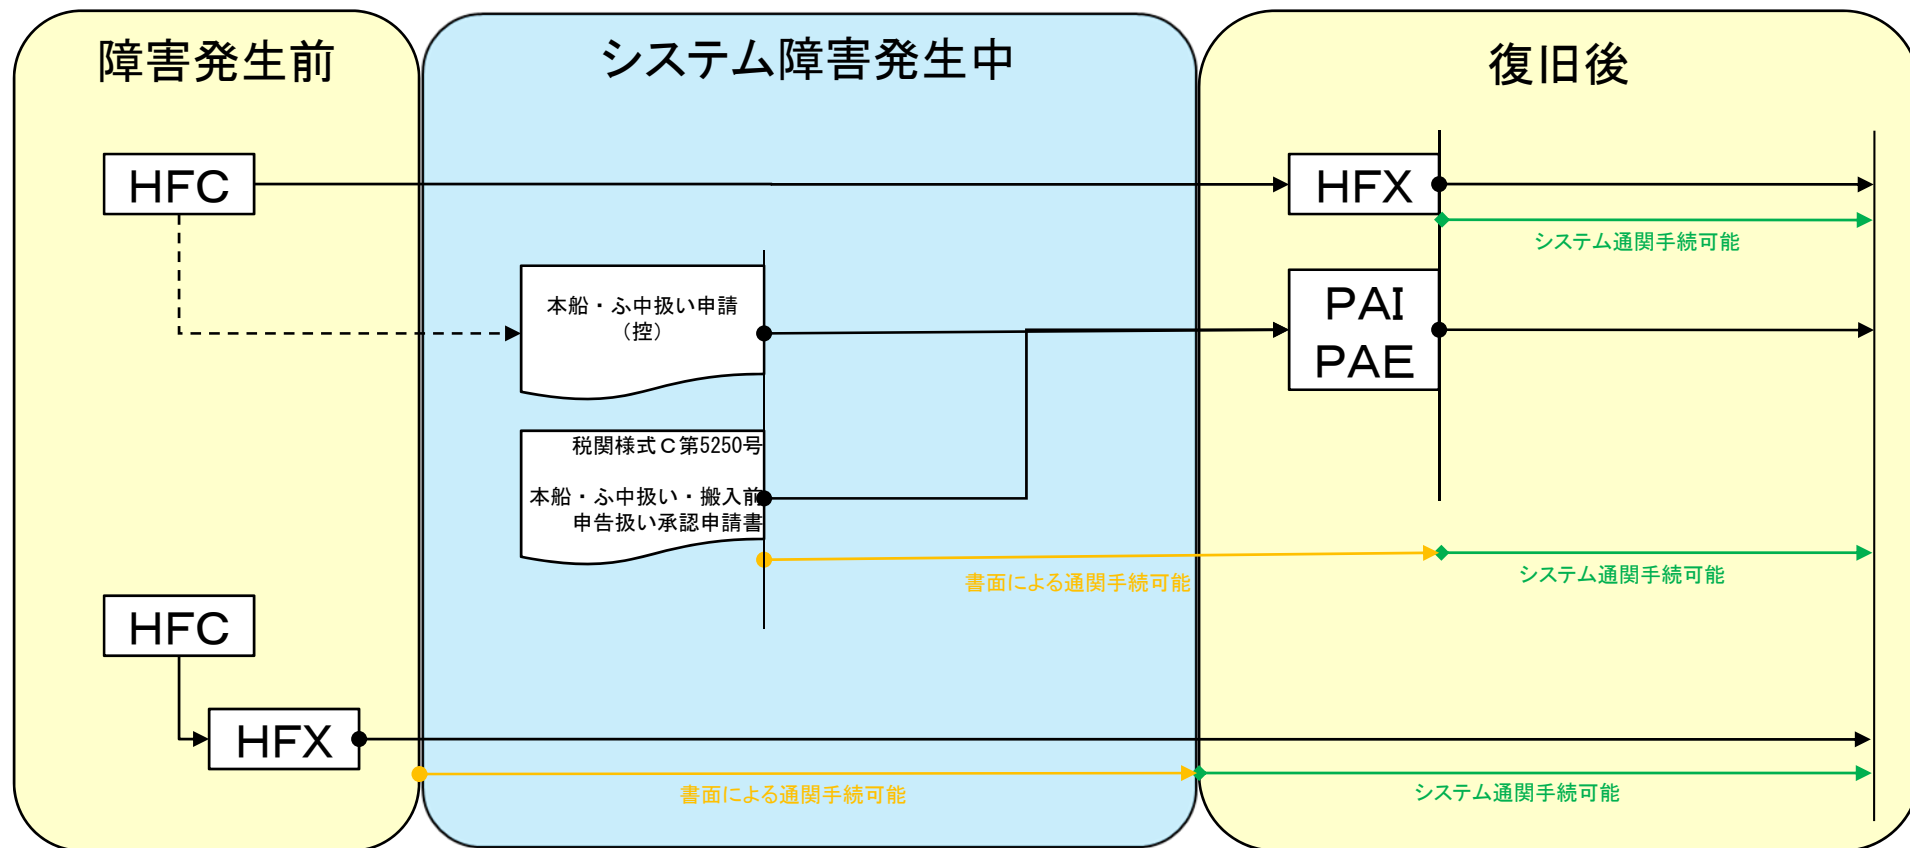 障害発生前
システム障害発生中
復旧後
HFC
HFX
システム通関手続可能
本船・ふ中扱い申請
（控）
PAI
PAE
税関様式C第5250号
本船・ふ中扱い・搬入前
申告扱い承認申請書
書面による通関手続可能
システム通関手続可能
HFC
HFX
書面による通関手続可能
システム通関手続可能